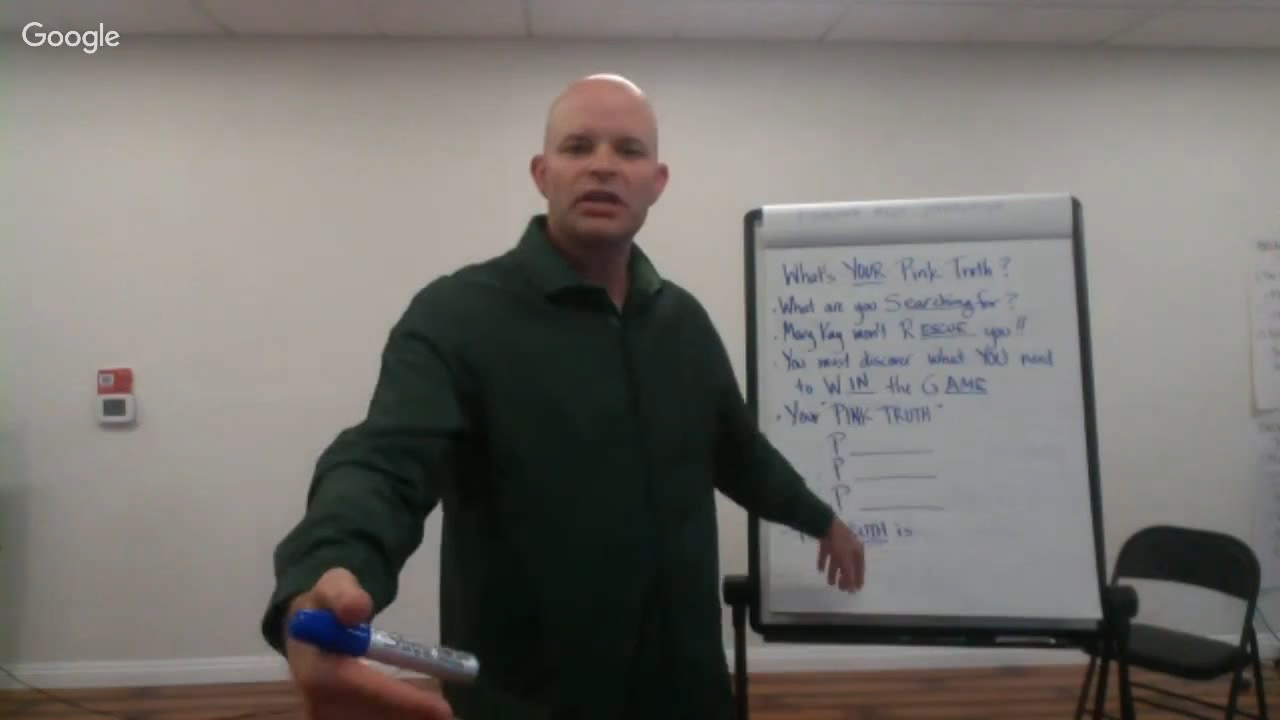 Google
What's YOUR Pink Truth?
• What are you Searching for?
• Mary Kay won't RESCUE you!!
• You must discover what YOU need
to WIN the GAME
• Your "PINK TRUTH"
P
P
P
is